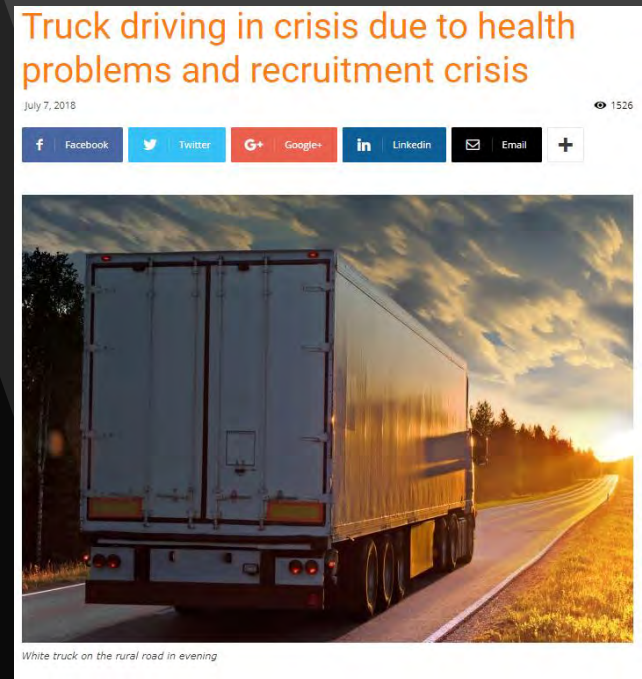 Truck driving in crisis due to health
problems and recruitment crisis
July 7, 2018
1526
Facebook
Twitter
G+ Google+
in Linkedin
Email
+
White truck on the rural road in evening